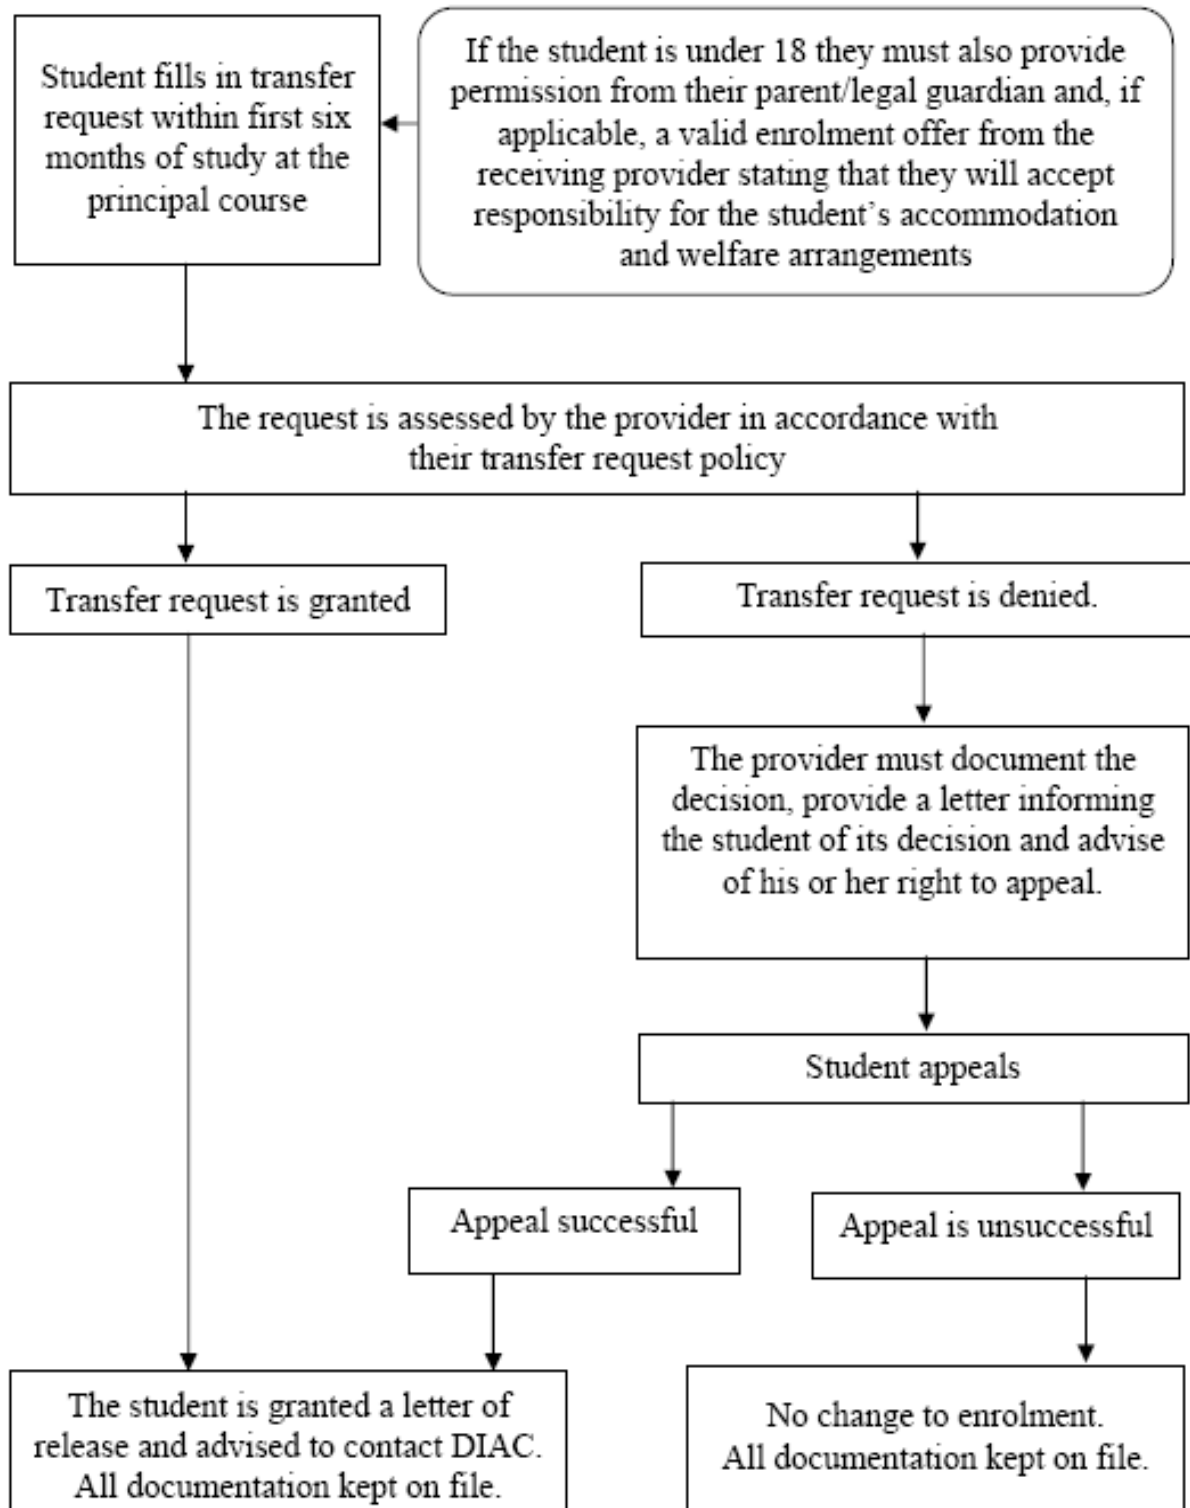 Student fills in transfer
request within first six
months of study at the
principal course
If the student is under 18 they must also provide
permission from their parent/legal guardian and, if
applicable, a valid enrolment offer from the
receiving provider stating that they will accept
responsibility for the student’s accommodation
and welfare arrangements
The request is assessed by the provider in accordance with
their transfer request policy
Transfer request is granted
Transfer request is denied.
The provider must document the
decision, provide a letter informing
the student of its decision and advise
of his or her right to appeal.
Student appeals
Appeal successful
Appeal is unsuccessful
The student is granted a letter of
release and advised to contact DIAC.
All documentation kept on file.
No change to enrolment.
All documentation kept on file.